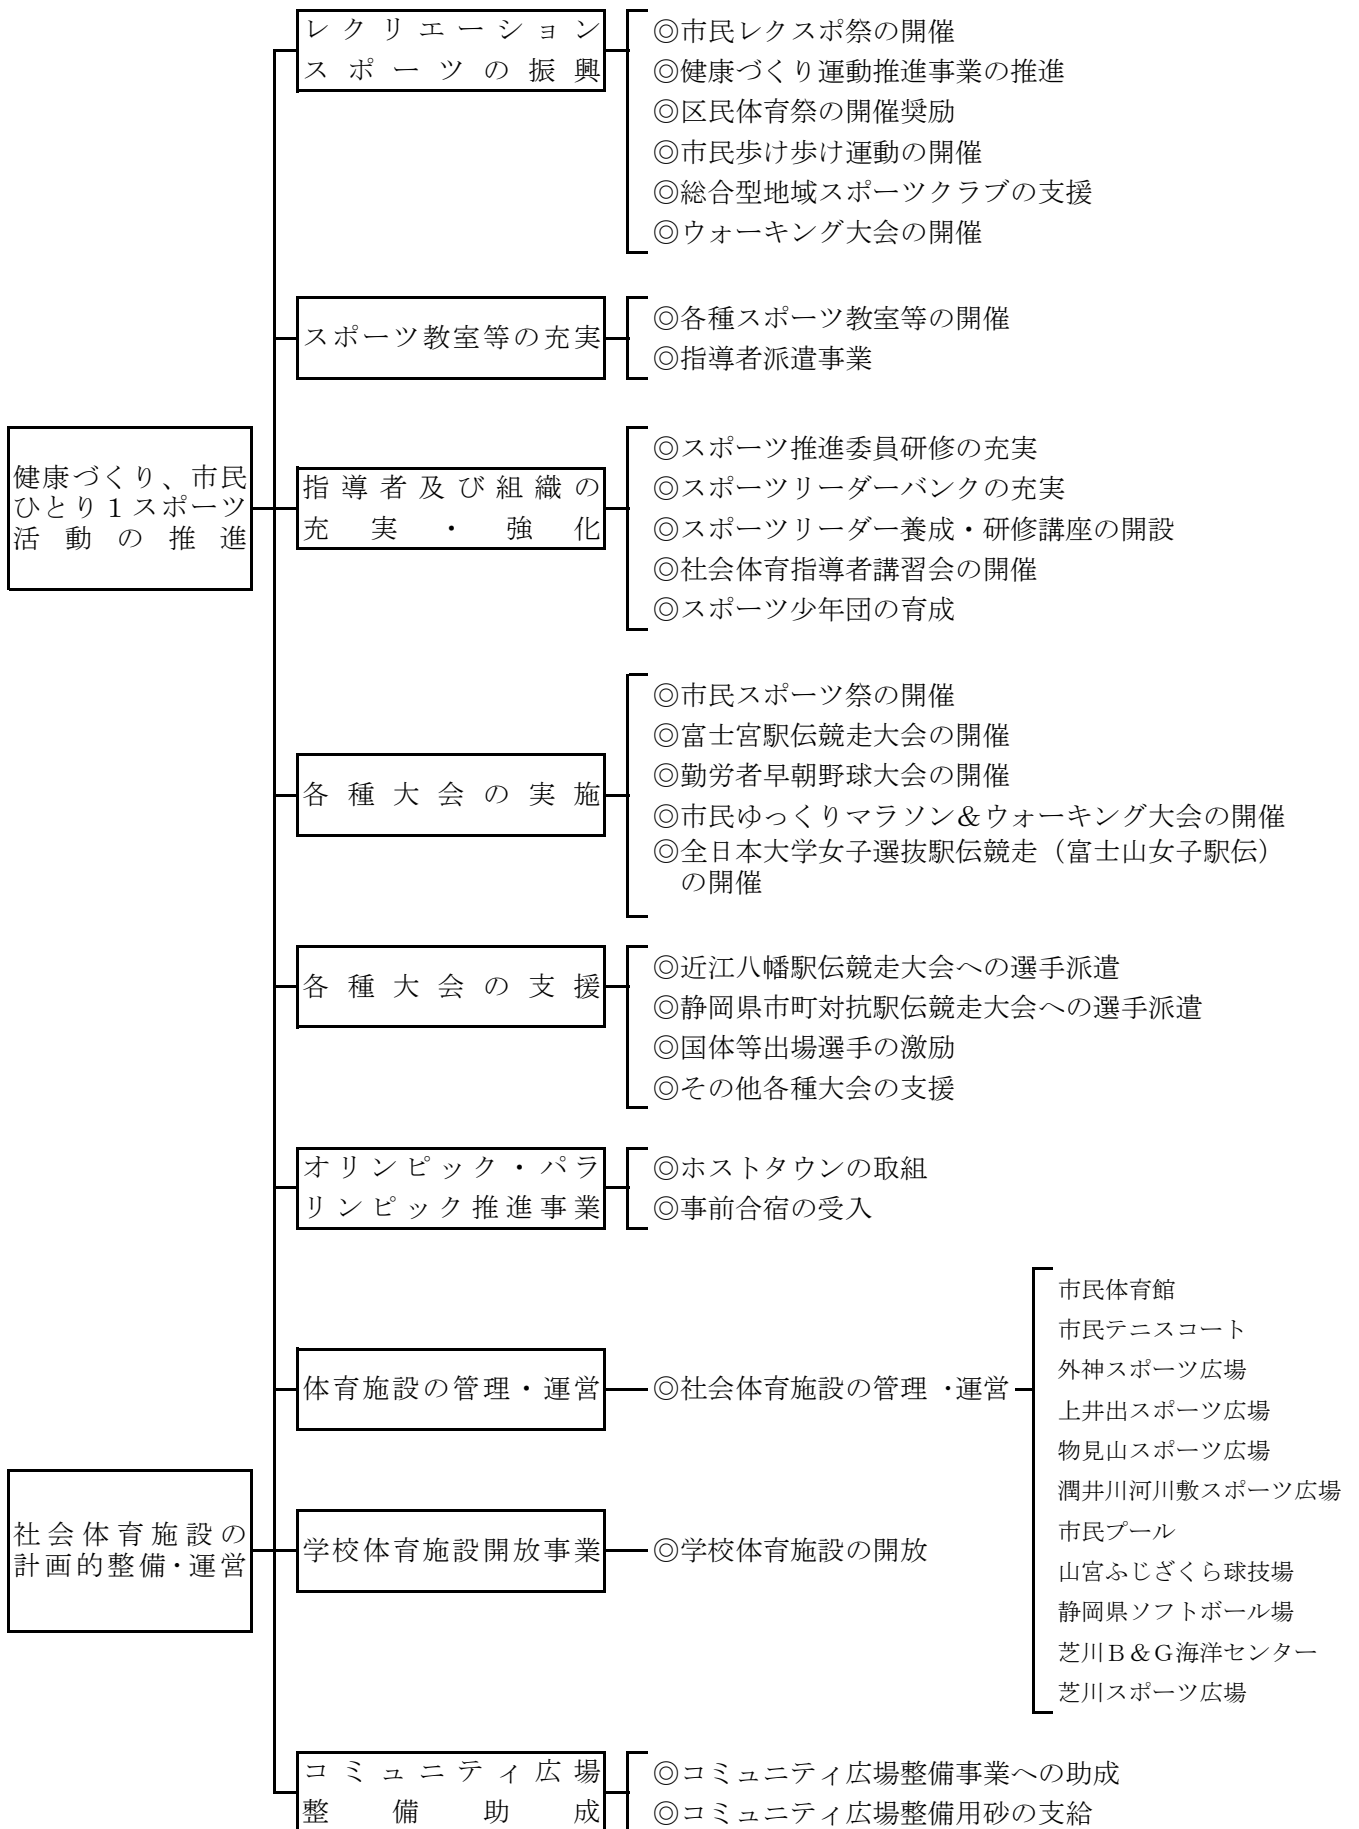 レクリエーション
スポーツの振興
◎市民レクスポ祭の開催
◎健康づくり運動推進事業の推進
◎区民体育祭の開催奨励
◎市民歩け歩け運動の開催
◎総合型地域スポーツクラブの支援
◎ウォーキング大会の開催
スポーツ教室等の充実
◎各種スポーツ教室等の開催
◎指導者派遣事業
健康づくり、市民
ひとり１スポーツ
活動の推進
指導者及び組織の
充実・強化
◎スポーツ推進委員研修の充実
◎スポーツリーダーバンクの充実
◎スポーツリーダー養成・研修講座の開設
◎社会体育指導者講習会の開催
◎スポーツ少年団の育成
各種大会の実施
◎市民スポーツ祭の開催
◎富士宮駅伝競走大会の開催
◎勤労者早朝野球大会の開催
◎市民ゆっくりマラソン＆ウォーキング大会の開催
◎全日本大学女子選抜駅伝競走（富士山女子駅伝）
の開催
各種大会の支援
◎近江八幡駅伝競走大会への選手派遣
◎静岡県市町対抗駅伝競走大会への選手派遣
◎国体等出場選手の激励
◎その他各種大会の支援
オリンピック・パラ
リンピック推進事業
◎ホストタウンの取組
◎事前合宿の受入
体育施設の管理・運営
◎社会体育施設の管理・運営
市民体育館
市民テニスコート
外神スポーツ広場
上井出スポーツ広場
物見山スポーツ広場
潤井川河川敷スポーツ広場
市民プール
山宮ふじざくら球技場
静岡県ソフトボール場
芝川Ｂ＆Ｇ海洋センター
芝川スポーツ広場
社会体育施設の
計画的整備・運営
学校体育施設開放事業
◎学校体育施設の開放
コミュニティ広場
整備助成
◎コミュニティ広場整備事業への助成
◎コミュニティ広場整備用砂の支給